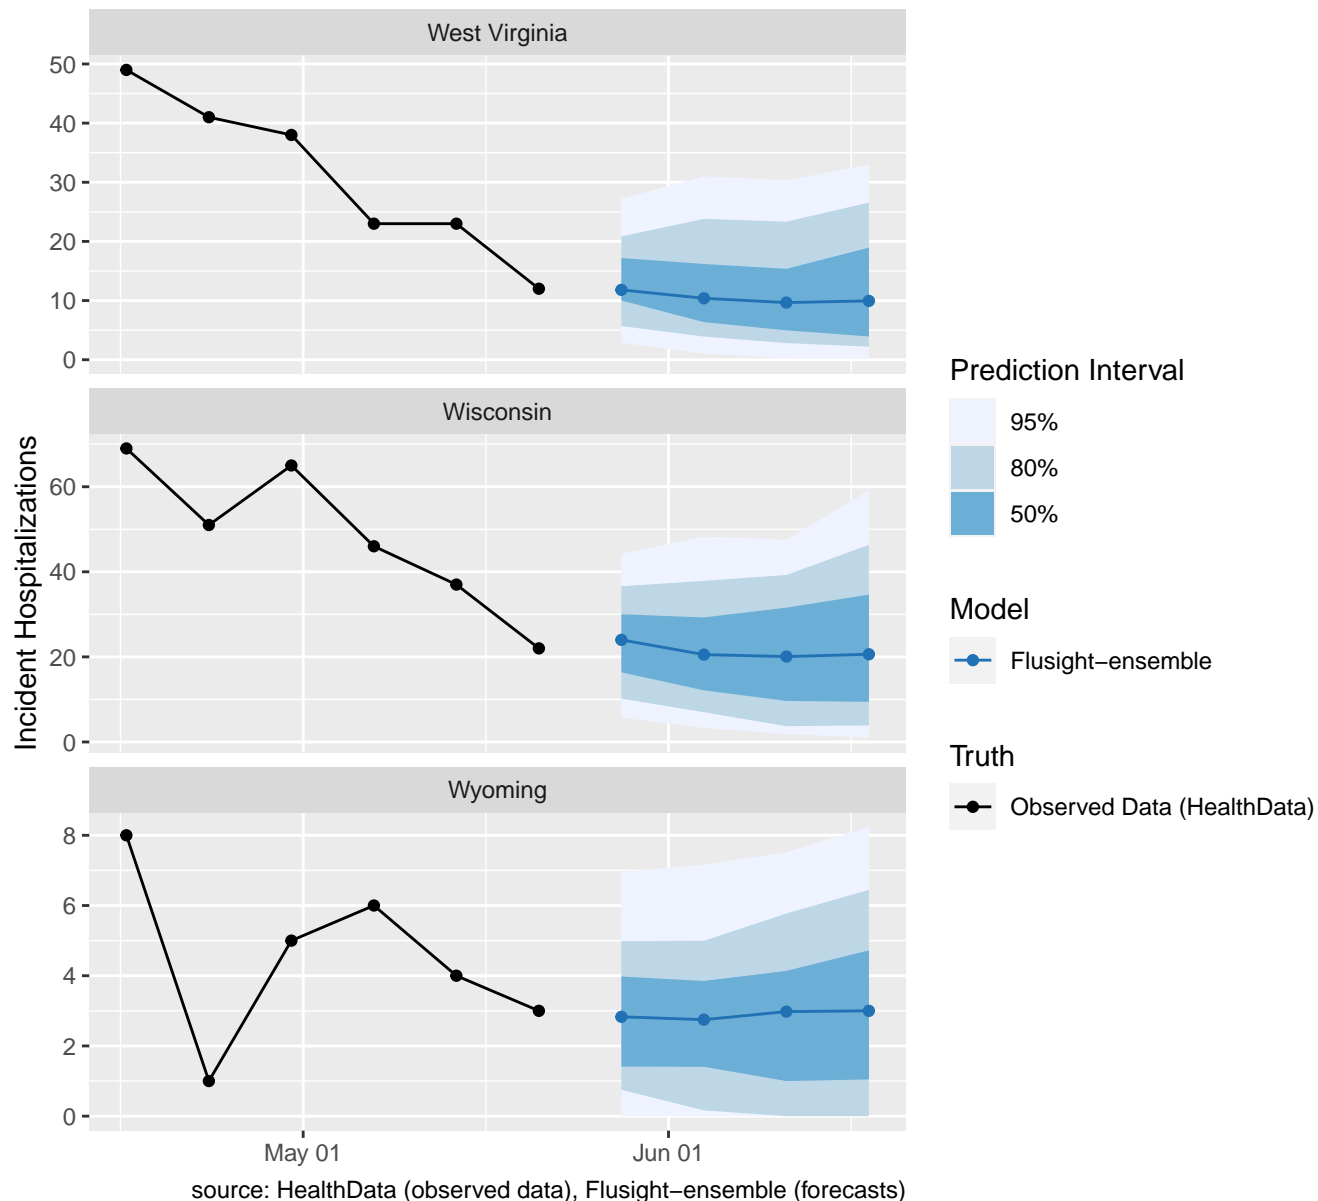 West Virginia
50
40
30
20
10
0
Wisconsin
60
40
20
0
Wyoming
8
6
4
2
0
May 01
Jun 01
Incident Hospitalizations
source: HealthData (observed data), Flusight−ensemble (forecasts)
Prediction Interval
95%
80%
50%
Model
Flusight−ensemble
Truth
Observed Data (HealthData)